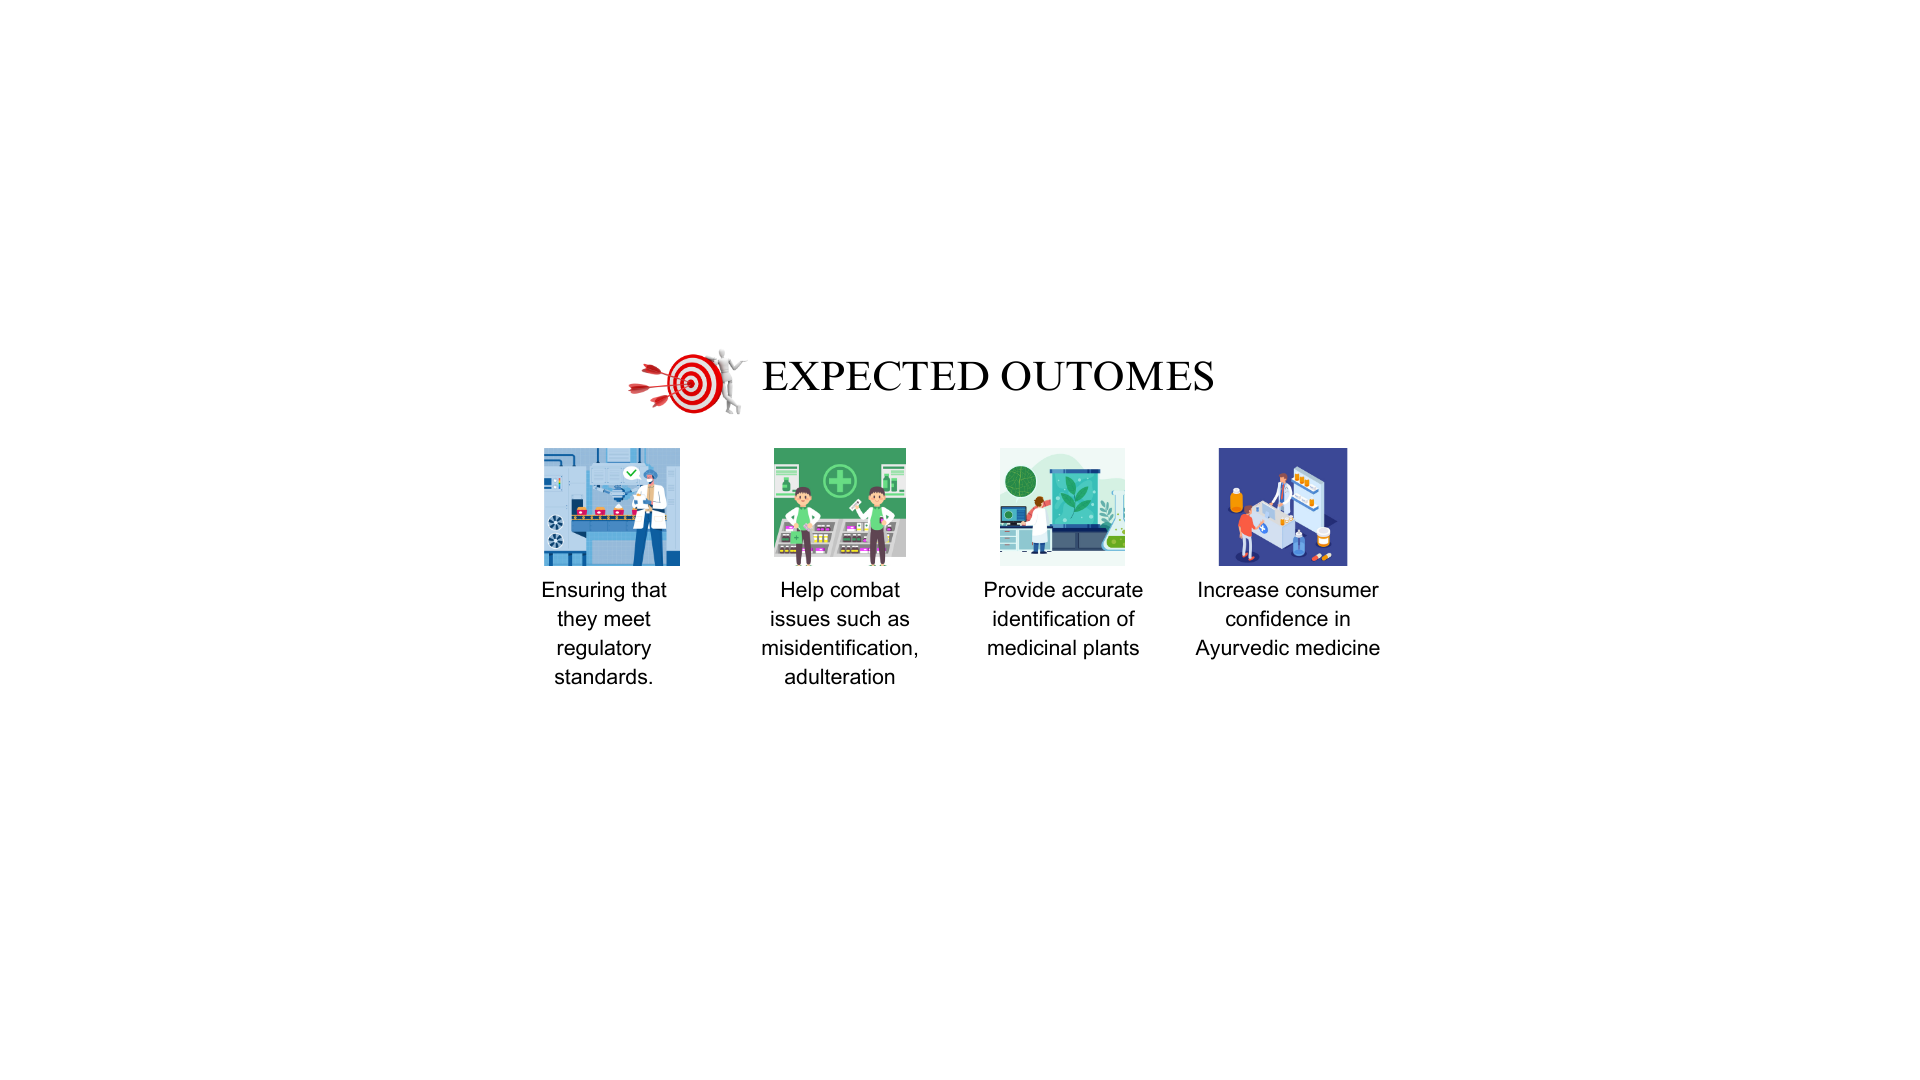 EXPECTED OUTOMES
Ensuring that
they meet
regulatory
standards.
Help combat
issues such as
misidentification,
adulteration
Provide accurate
identification of
medicinal plants
Increase consumer
confidence in
Ayurvedic medicine